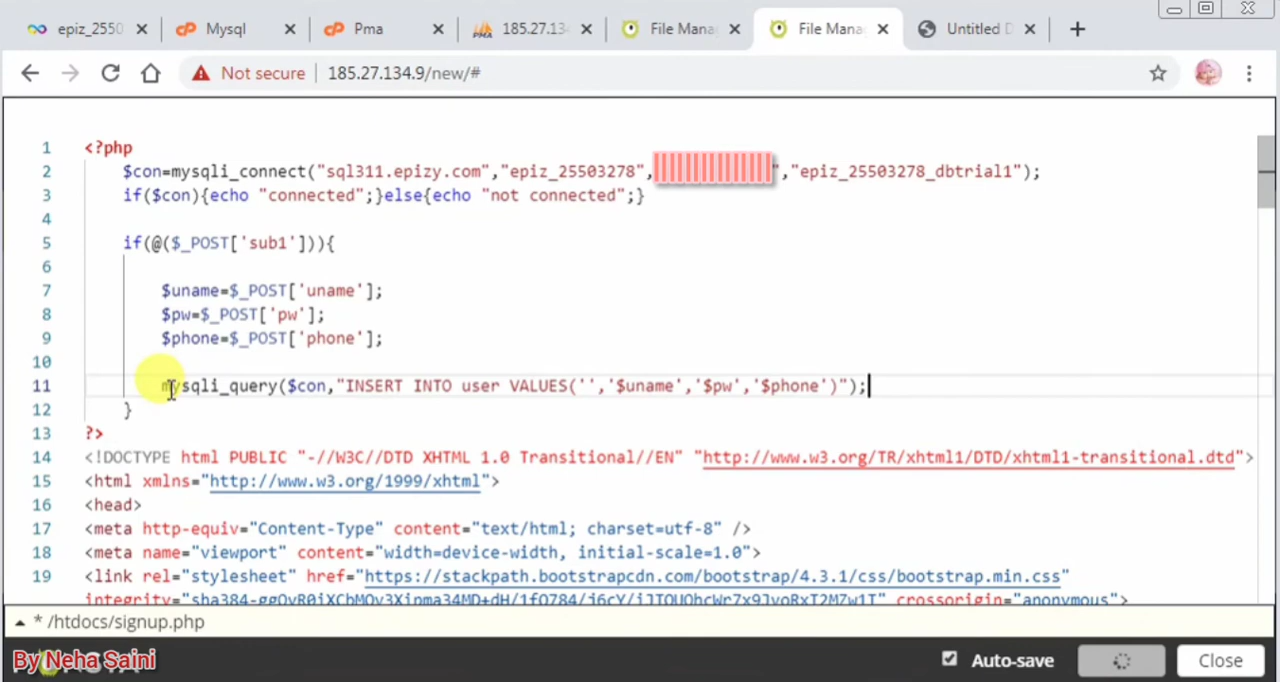 epiz_2550
Mysql
Pma
185.27.13
File Mana
File Mana
Untitled D
Not secure
185.27.134.9/new/#
1 <?php
2 $con=mysqli_connect("sql311.epizy.com","epiz_25503278", ","epiz_25503278_dbtrial1");
3 if($con){echo "connected";}else{echo "not connected";}
4
5 if(@($_POST['sub1'])){
6
7 $uname=$_POST['uname'];
8 $pw=$_POST['pw'];
9 $phone=$_POST['phone'];
10
11 mysqli_query($con,"INSERT INTO user VALUES('','$uname','$pw','$phone')");
12 }
13 ?>
14 <!DOCTYPE html PUBLIC "-//W3C//DTD XHTML 1.0 Transitional//EN" "http://www.w3.org/TR/xhtml1/DTD/xhtml1-transitional.dtd">
15 <html xmlns="http://www.w3.org/1999/xhtml">
16 <head>
17 <meta http-equiv="Content-Type" content="text/html; charset=utf-8" />
18 <meta name="viewport" content="width=device-width, initial-scale=1.0">
19 <link rel="stylesheet" href="https://stackpath.bootstrapcdn.com/bootstrap/4.3.1/css/bootstrap.min.css"
crossorigin="anonymous">
* /htdocs/signup.php
By Neha Saini
Auto-save
Close